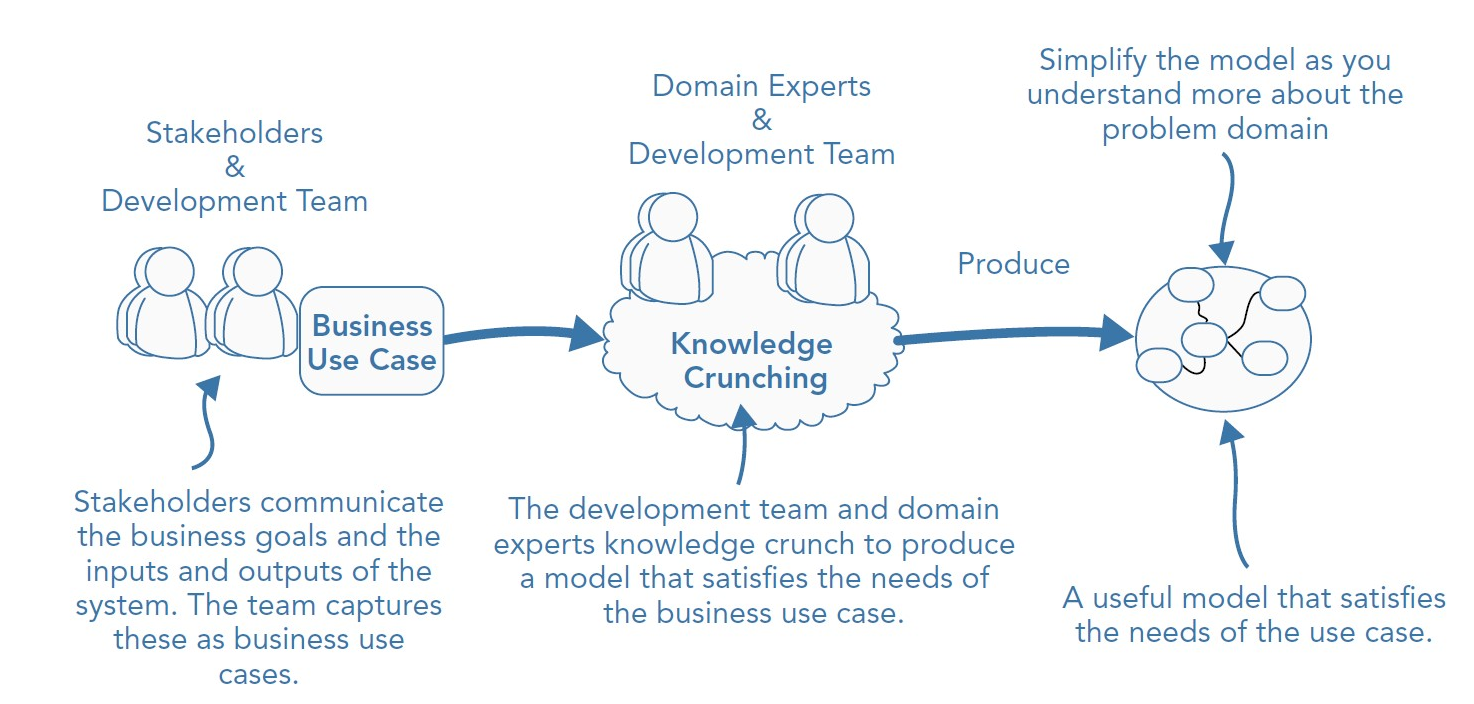 Stakeholders
&
Development Team
Business
Use Case
Stakeholders communicate
the business goals and the
inputs and outputs of the
system. The team captures
these as business use
cases.
Domain Experts
&
Development Team
Knowledge
Crunching
The development team and domain
experts knowledge crunch to produce
a model that satisfies the needs of
the business use case.
Produce
Simplify the model as you
understand more about the
problem domain
A useful model that satisfies
the needs of the use case.